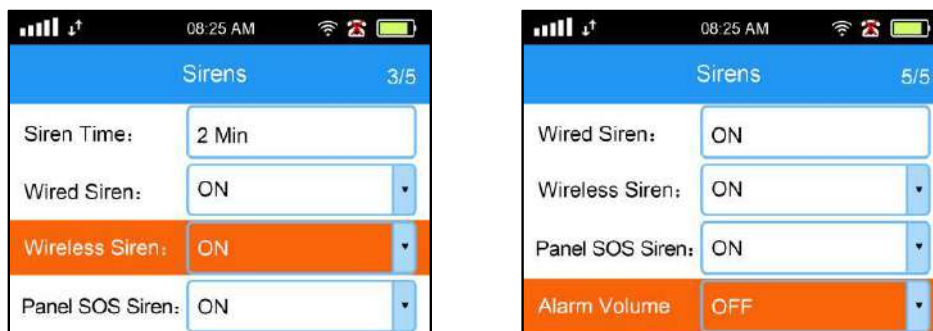 08:25 AM
Sirens 3/5
Siren Time: 2 Min
Wired Siren: ON
Wireless Siren: ON
Panel SOS Siren: ON
08:25 AM
Sirens 5/5
Wired Siren: ON
Wireless Siren: ON
Panel SOS Siren: ON
Alarm Volume OFF